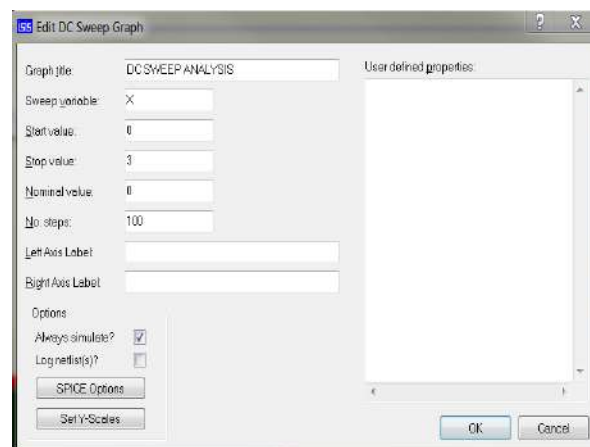 ISIS Edit DC Sweep Graph
Graph title: DC SWEEP ANALYSIS
User defined properties:
Sweep variable: X
Start value: 0
Stop value: 3
Nominal value: 0
No. steps: 100
Left Axis Label:
Right Axis Label:
Options
Always simulate?
Log netlist(s)?
SPICE Options
Set Y-Scales
OK
Cancel